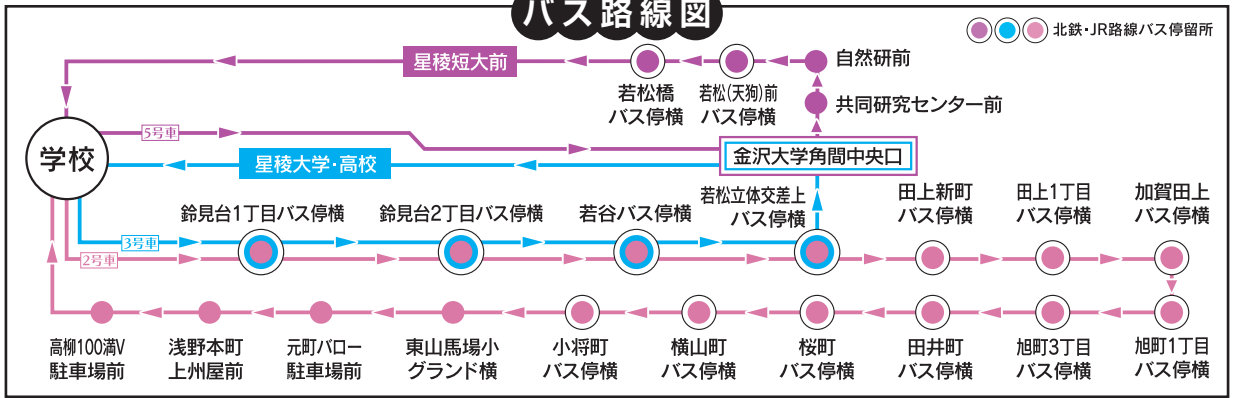 バス路線図
北鉄・JR路線バス停留所
星稜短大前
若松橋
バス停横
若松(天狗)前
バス停横
自然研前
共同研究センター前
学校
5号車
星稜大学・高校
金沢大学角間中央口
鈴見台1丁目バス停横
鈴見台2丁目バス停横
若谷バス停横
若松立体交差上
バス停横
田上新町
バス停横
田上1丁目
バス停横
加賀田上
バス停横
3号車
2号車
高柳100満V
駐車場前
浅野本町
上州屋前
元町バロー
駐車場前
東山馬場小
グランド横
小将町
バス停横
横山町
バス停横
桜町
バス停横
田井町
バス停横
旭町3丁目
バス停横
旭町1丁目
バス停横